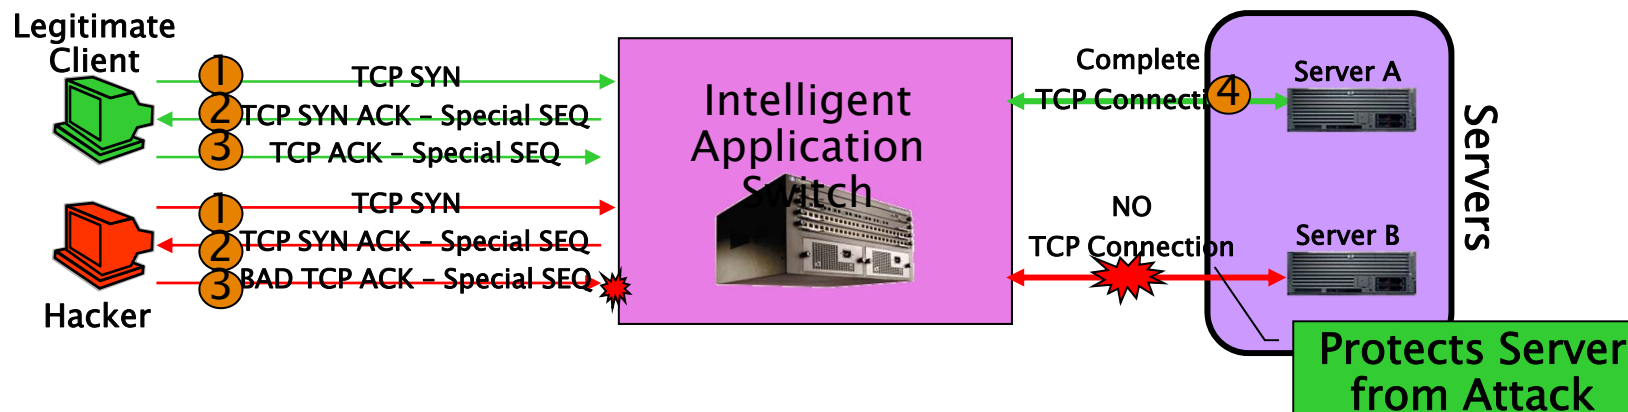 Legitimate
Client
1
TCP SYN
2
TCP SYN ACK – Special SEQ
3
TCP ACK – Special SEQ
1
TCP SYN
2
TCP SYN ACK – Special SEQ
3
BAD TCP ACK – Special SEQ
Hacker
Intelligent
Application
Switch
Complete
TCP Connecti
4
NO
TCP Connection
Server A
Server B
Servers
Protects Server
from Attack